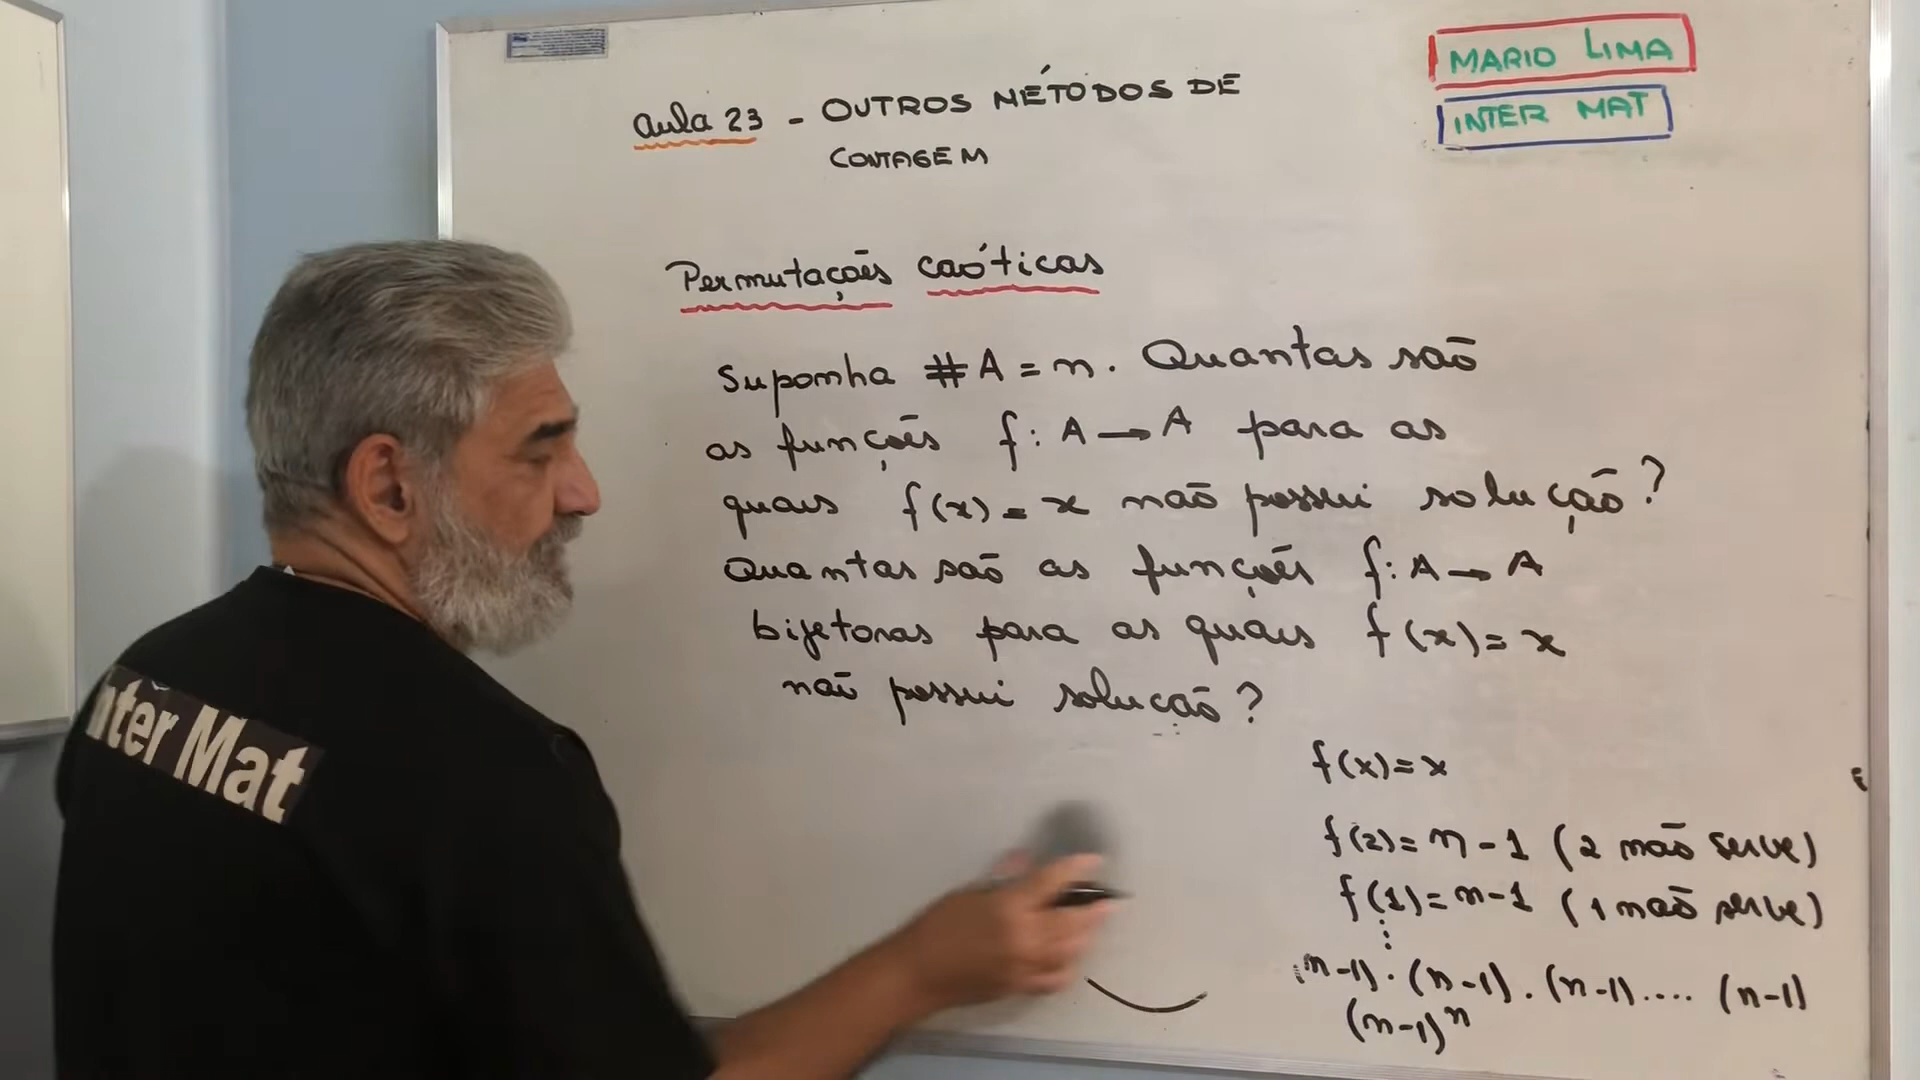 Aula 23 - OUTROS MÉTODOS DE
CONTAGEM
MARIO LIMA
INTER MAT
Permutações caóticas
Suponha #A = n. Quantas são
as funções f: A → A para as
quais f(x) = x não possui solução?
Quantas são as funções f: A → A
bijetoras para as quais f(x) = x
não possui solução?
f(x) = x
f(2) = n - 1 (2 não serve)
f(1) = n - 1 (1 não serve)
⋮
(n-1) . (n-1) . (n-1) .... (n-1)
(n-1)ⁿ
nter Mat